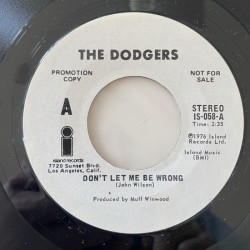 THE DODGERS
PROMOTION COPY
NOT FOR SALE
A
STEREO
IS-058-A
Time: 2:35
i
island records
7720 Sunset Blvd.
Los Angeles, Calif.
℗1976 Island
Records Ltd.
Island Music
(BMI)
DON'T LET ME BE WRONG
(John Wilson)
Produced by Muff Winwood